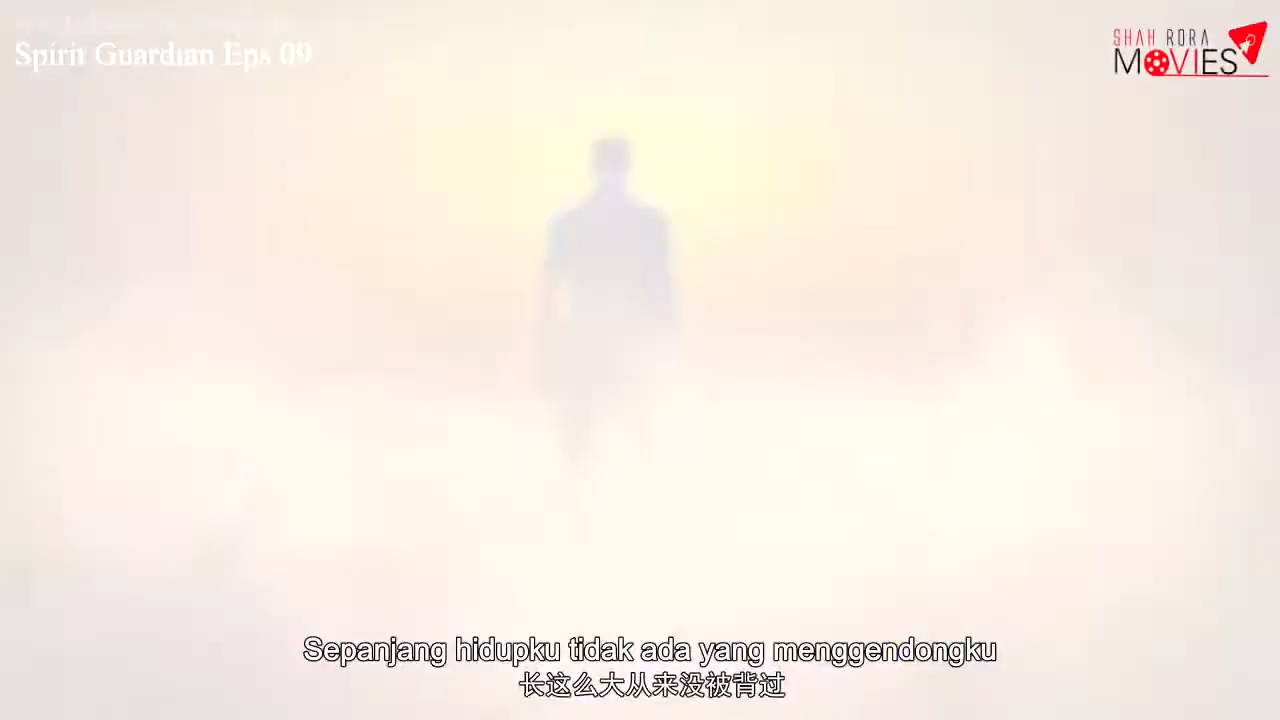 Spirit Guardian Eps 09
SHAH RORA
MOVIES
Sepanjang hidupku tidak ada yang menggendongku
长这么大从来没被背过